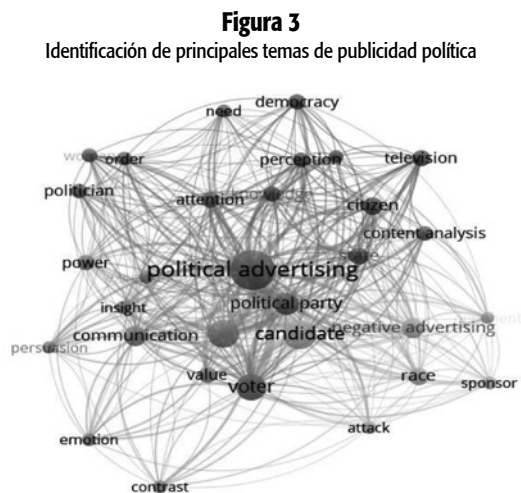 Figura 3
Identificación de principales temas de publicidad política
democracy
need
order
perception
television
politician
attention
citizen
content analysis
power
political advertising
state
insight
political party
communication
candidate
negative advertising
persuasion
value
voter
race
sponsor
attack
emotion
contrast